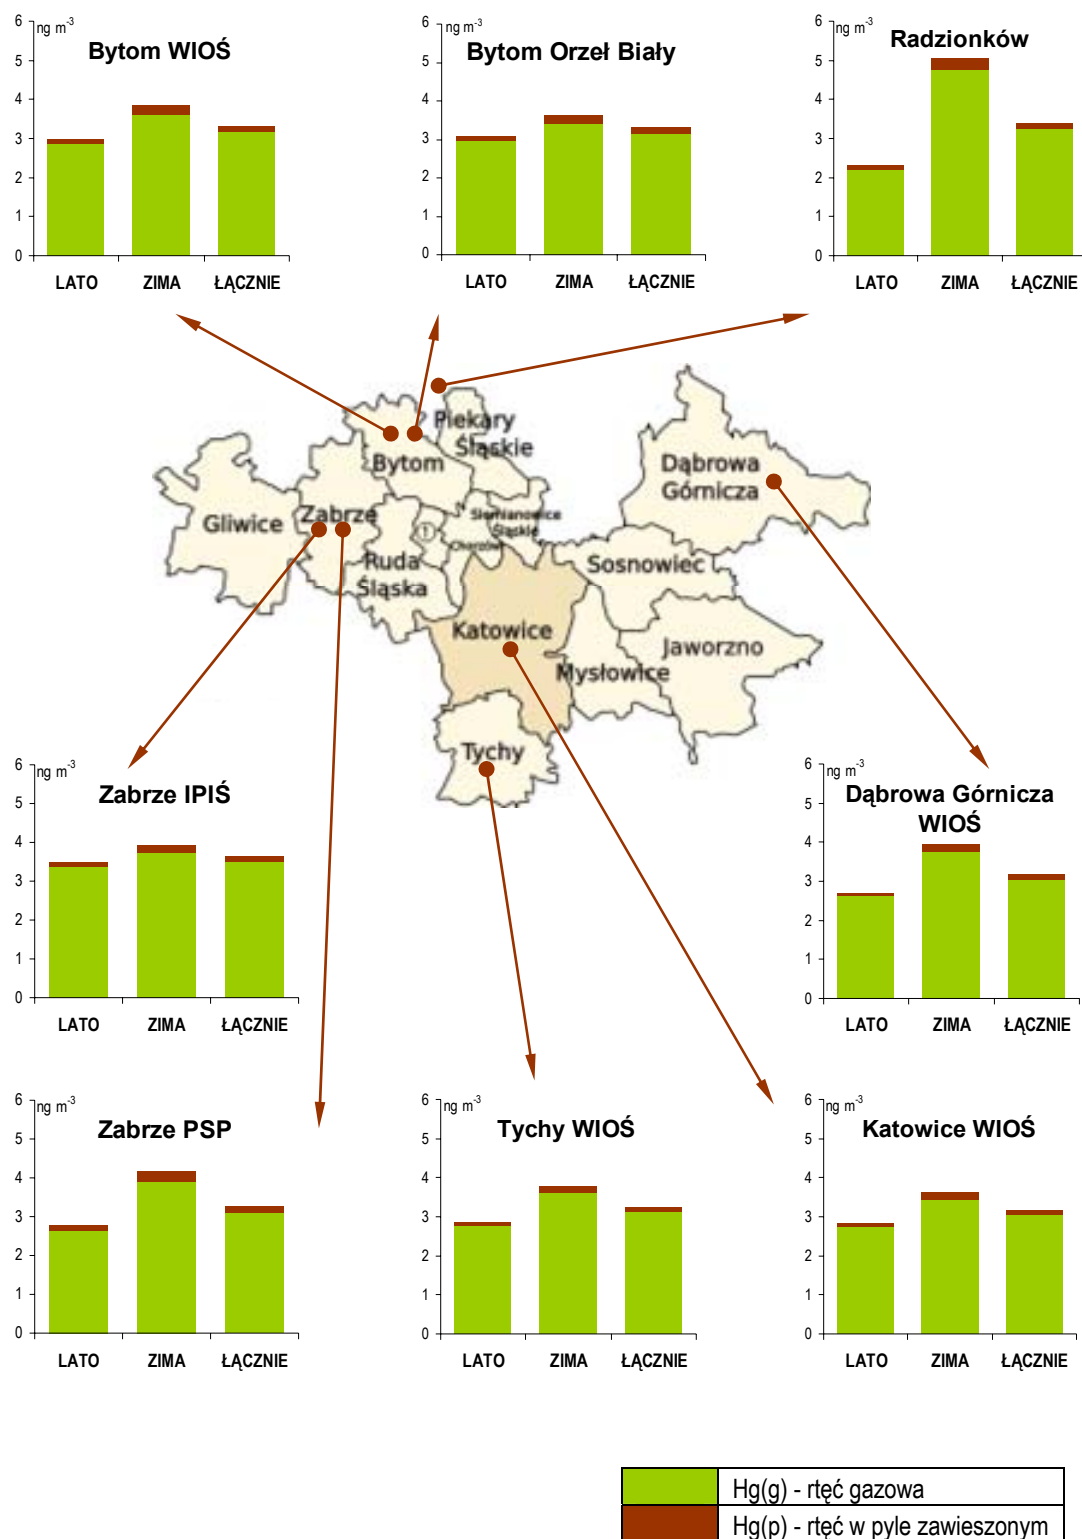 6
ng m-3
Bytom WIOŚ
5
4
3
2
1
0
LATO ZIMA ŁĄCZNIE
6
ng m-3
Bytom Orzeł Biały
5
4
3
2
1
0
LATO ZIMA ŁĄCZNIE
6
ng m-3
Radzionków
5
4
3
2
1
0
LATO ZIMA ŁĄCZNIE
Piekary
Śląskie
Bytom
Dąbrowa
Górnicza
Gliwice
Zabrze
Siemianowice
Śląskie
1
Chorzów
Ruda
Śląska
Sosnowiec
Katowice
Mysłowice
Jaworzno
Tychy
6
ng m-3
Zabrze IPIŚ
5
4
3
2
1
0
LATO ZIMA ŁĄCZNIE
6
ng m-3
Dąbrowa Górnicza
WIOŚ
5
4
3
2
1
0
LATO ZIMA ŁĄCZNIE
6
ng m-3
Zabrze PSP
5
4
3
2
1
0
LATO ZIMA ŁĄCZNIE
6
ng m-3
Tychy WIOŚ
5
4
3
2
1
0
LATO ZIMA ŁĄCZNIE
6
ng m-3
Katowice WIOŚ
5
4
3
2
1
0
LATO ZIMA ŁĄCZNIE
Hg(g) - rtęć gazowa
Hg(p) - rtęć w pyle zawieszonym